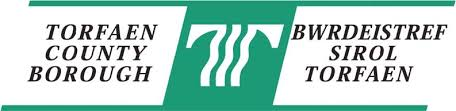 TORFAEN
COUNTY
BOROUGH
BWRDEISTREF
SIROL
TORFAEN